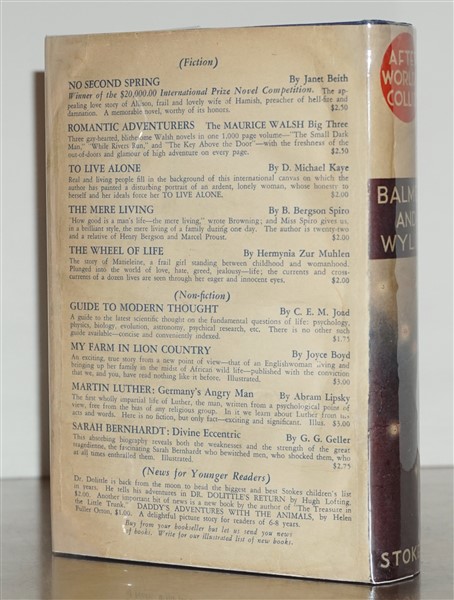 (Fiction)
NO SECOND SPRING By Janet Beith
Winner of the $20,000.00 International Prize Novel Competition. The ap-
pealing love story of Alison, frail and lovely wife of Hamish, preacher of hell-fire and
damnation. A memorable novel, worthy of its honors. $2.50
ROMANTIC ADVENTURERS The MAURICE WALSH Big Three
Three gay-hearted, blithesome Walsh novels in one 1,000 page volume—"The Small Dark
Man," "While Rivers Run," and "The Key Above the Door"—with the freshness of the
out-of-doors and glamour of high adventure on every page. $2.50
TO LIVE ALONE By D. Michael Kaye
Real and living people fill in the background of this international canvas on which the
author has painted a disturbing portrait of an ardent, lonely woman, whose honesty to
herself and her ideals force her TO LIVE ALONE. $2.00
THE MERE LIVING By B. Bergson Spiro
"How good is a man's life—the mere living," wrote Browning; and Miss Spiro gives us,
in a brilliant style, the mere living of a family during one day. The author is twenty-two
and a relative of Henry Bergson and Marcel Proust. $2.00
THE WHEEL OF LIFE By Hermynia Zur Muhlen
The story of Marseleine, a frail girl standing between childhood and womanhood.
Plunged into the world of love, hate, greed, jealousy—life; the currents and cross-
currents of a dozen lives are seen through her eager and innocent eyes. $2.00
(Non-fiction)
GUIDE TO MODERN THOUGHT By C. E. M. Joad
A guide to the latest scientific thought on the fundamental questions of life: psychology,
physics, biology, evolution, astronomy, psychical research, etc. There is no other such
guide available—concise and conveniently indexed. $1.75
MY FARM IN LION COUNTRY By Joyce Boyd
An exciting, true story from a new point of view—that of an Englishwoman living and
bringing up her family in the midst of African wild life—published with the conviction
that we, and you, have read nothing like it before. Illustrated. $3.00
MARTIN LUTHER: Germany's Angry Man By Abram Lipsky
The first wholly impartial life of Luther, the man, written from a psychological point of
view, free from the bias of any religious group. In it we learn about Luther from his
acts and words. Here is no fiction, but only fact—exciting and significant. Illus. $3.00
SARAH BERNHARDT: Divine Eccentric By G. G. Geller
This absorbing biography reveals both the weaknesses and the strength of the great
tragedienne, the fascinating Sarah Bernhardt who bewitched men, who shocked them, who
at all times enthralled them. Illustrated. $2.75
(News for Younger Readers)
Dr. Dolittle is back from the moon to head the biggest and best Stokes children's list
in years. He tells his adventures in DR. DOLITTLE'S RETURN by Hugh Lofting,
$2.00. Another important bit of news is a new book by the author of "The Treasure in
the Little Trunk." DADDY'S ADVENTURES WITH THE ANIMALS, by Helen
Fuller Orton, $1.00. A delightful picture story for readers of 6-8 years.
Buy from your bookseller but let us send you news
of books. Write for our illustrated list of new books.
AFTE
WORLD
COLLI
BALM
AND
WYL
STOK